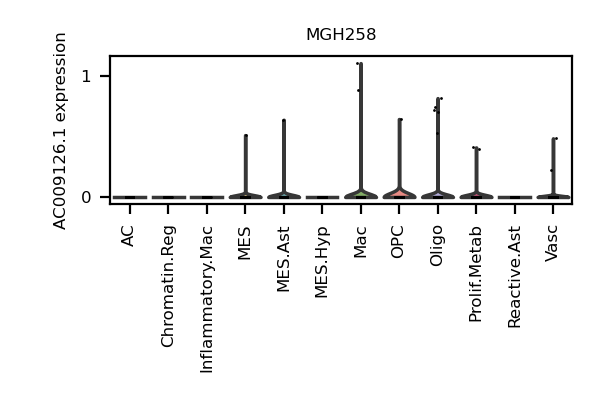 MGH258
AC009126.1 expression
1
0
AC
Chromatin.Reg
Inflammatory.Mac
MES
MES.Ast
MES.Hyp
Mac
OPC
Oligo
Prolif.Metab
Reactive.Ast
Vasc